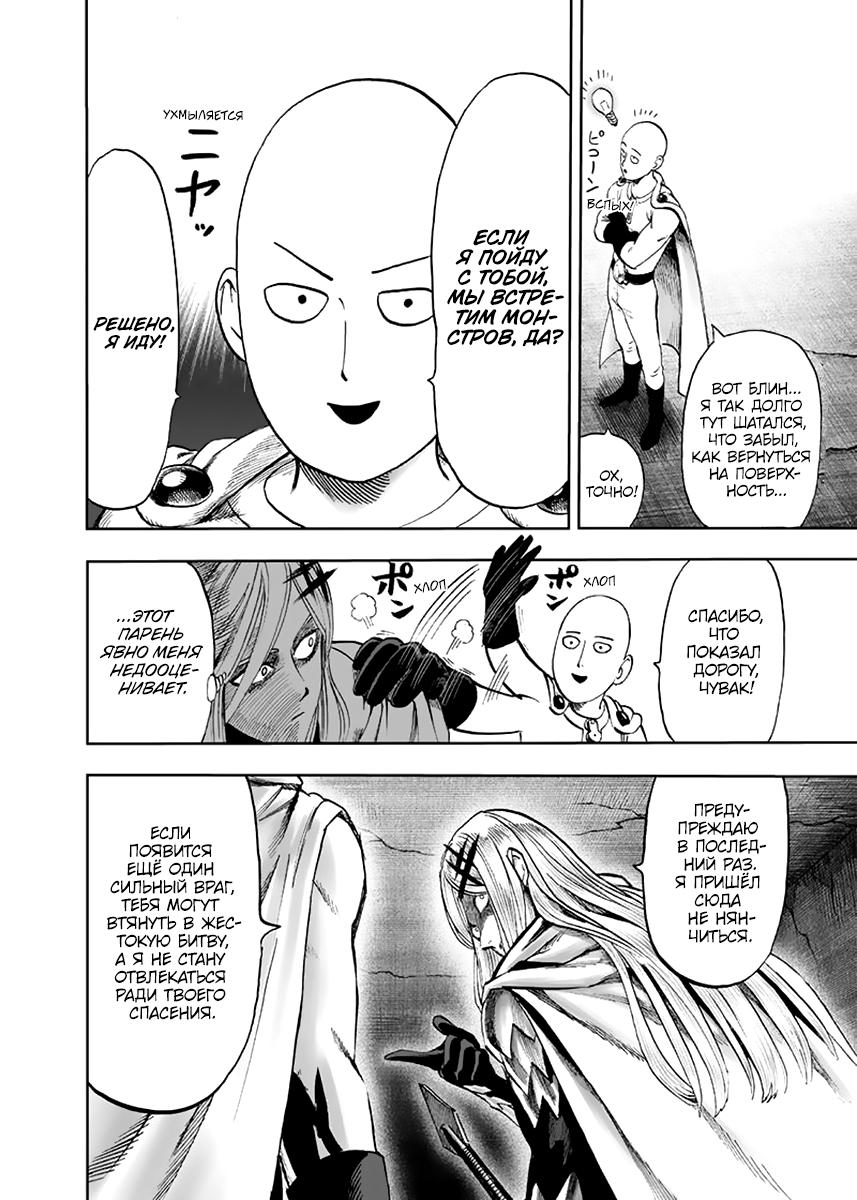 ピコーン
ВСПЫХ!
ВОТ БЛИН...
Я ТАК ДОЛГО
ТУТ ШАТАЛСЯ,
ЧТО ЗАБЫЛ,
КАК ВЕРНУТЬСЯ
НА ПОВЕРХ-
НОСТЬ...
ОХ,
ТОЧНО!
ЕСЛИ
Я ПОЙДУ
С ТОБОЙ,
МЫ ВСТРЕ-
ТИМ МОН-
СТРОВ, ДА?
УХМЫЛЯЕТСЯ
ニヤッ
РЕШЕНО,
Я ИДУ!
СПАСИБО,
ЧТО
ПОКАЗАЛ
ДОРОГУ,
ЧУВАК!
ポン
ХЛОП
ポン
ХЛОП
...ЭТОТ
ПАРЕНЬ
ЯВНО МЕНЯ
НЕДООЦЕ-
НИВАЕТ.
ПРЕДУ-
ПРЕЖДАЮ
В ПОСЛЕД-
НИЙ РАЗ.
Я ПРИШЁЛ
СЮДА
НЕ НЯН-
ЧИТЬСЯ.
ЕСЛИ
ПОЯВИТСЯ
ЕЩЁ ОДИН
СИЛЬНЫЙ ВРАГ,
ТЕБЯ МОГУТ
ВТЯНУТЬ В ЖЕС-
ТОКУЮ БИТВУ,
А Я НЕ СТАНУ
ОТВЛЕКАТЬСЯ
РАДИ ТВОЕГО
СПАСЕНИЯ.